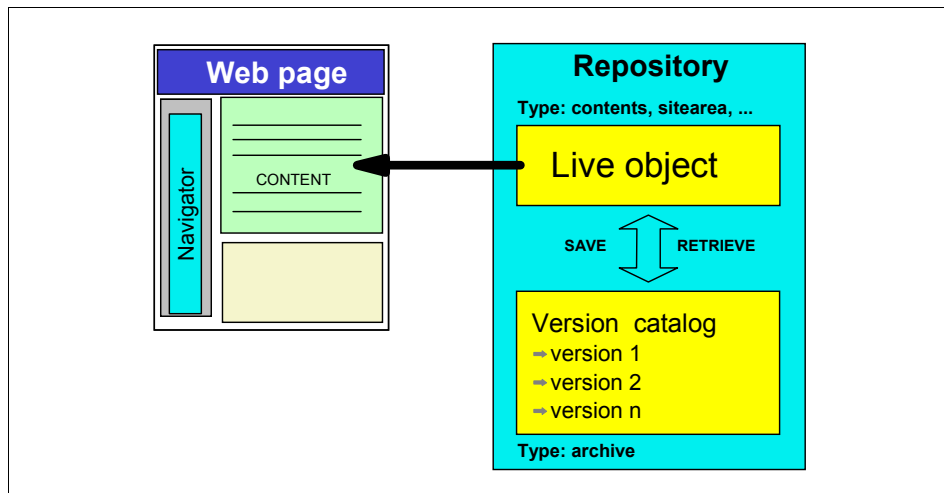 Web page
Navigator
CONTENT
Repository
Type: contents, sitearea, ...
Live object
SAVE
RETRIEVE
Version catalog
version 1
version 2
version n
Type: archive